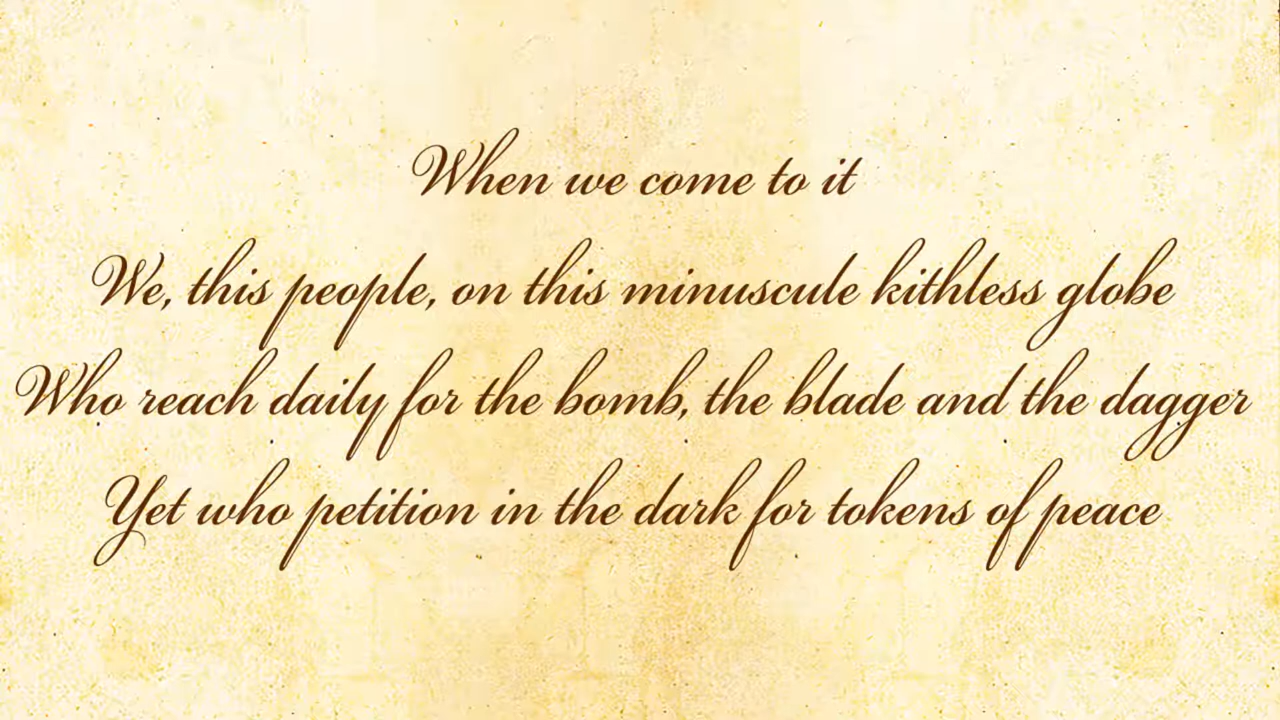 When we come to it
We, this people, on this minuscule kithless globe
Who reach daily for the bomb, the blade and the dagger
Yet who petition in the dark for tokens of peace